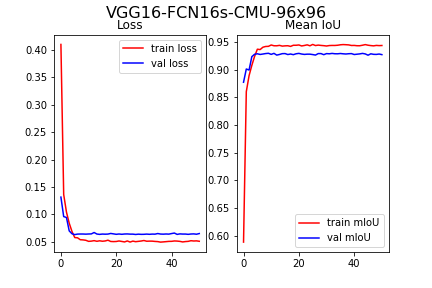 VGG16-FCN16s-CMU-96x96
Loss
train loss
val loss
0.40
0.35
0.30
0.25
0.20
0.15
0.10
0.05
0 20 40
Mean IoU
0.95
0.90
0.85
0.80
0.75
0.70
0.65
0.60
train mIoU
val mIoU
0 20 40